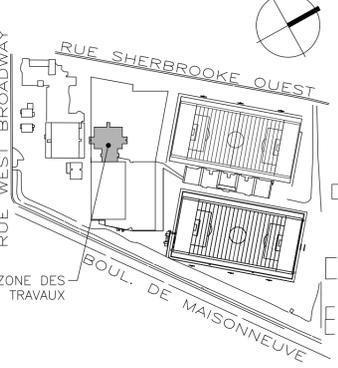 RUE SHERBROOKE OUEST
RUE WEST BROADWAY
ZONE DES
TRAVAUX
BOUL. DE MAISONNEUVE